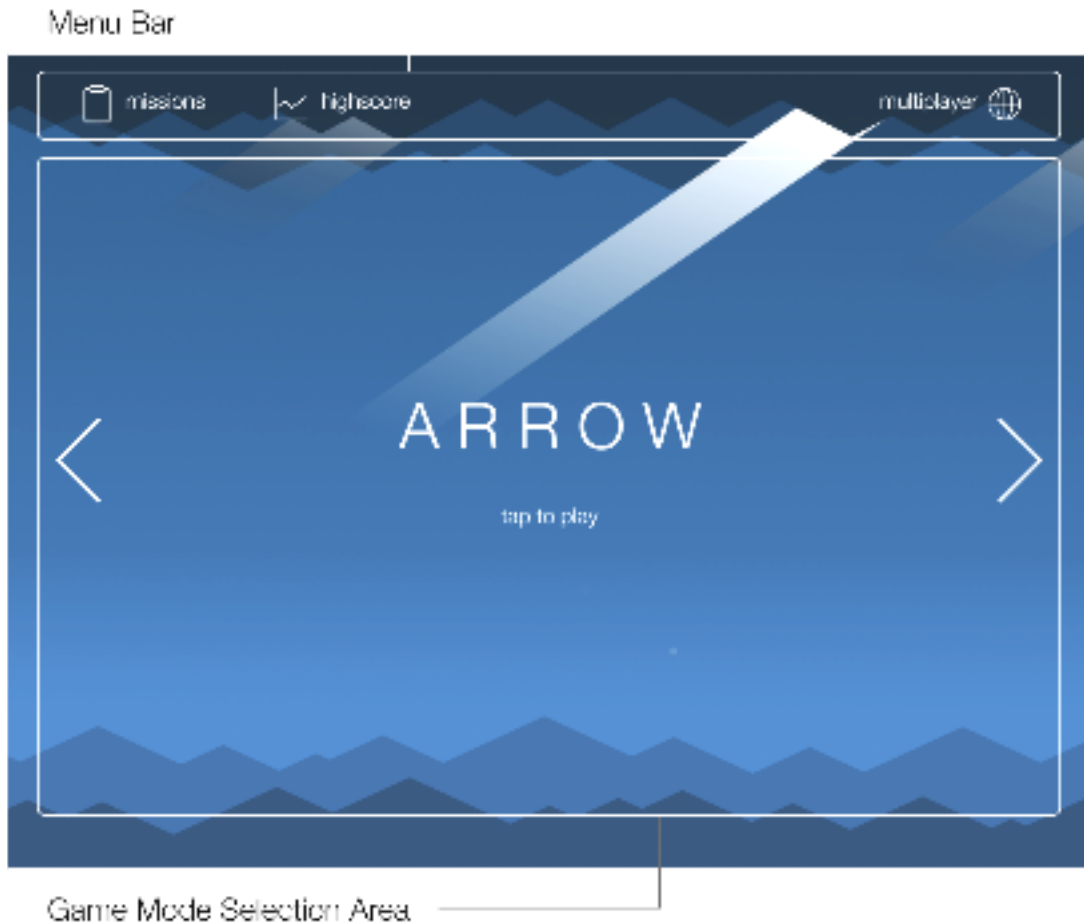 Menu Bar
missions highscore multiplayer
ARROW
tap to play
Game Mode Selection Area